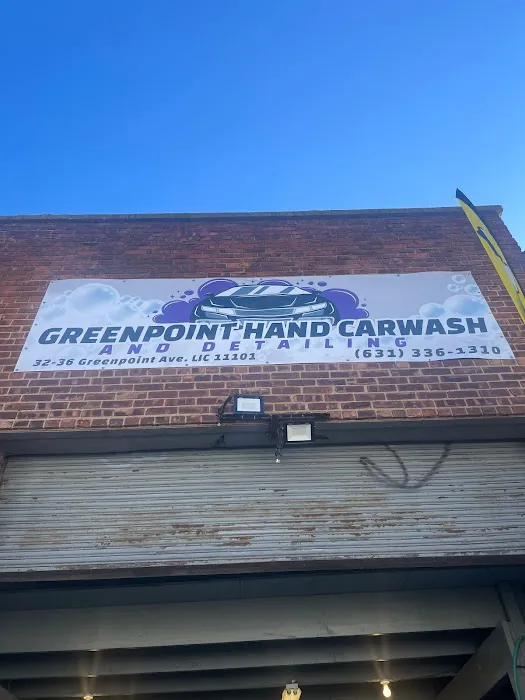 GREENPOINT HAND CARWASH
AND DETAILING
32-36 Greenpoint Ave. LIC 11101
(631) 336-1310